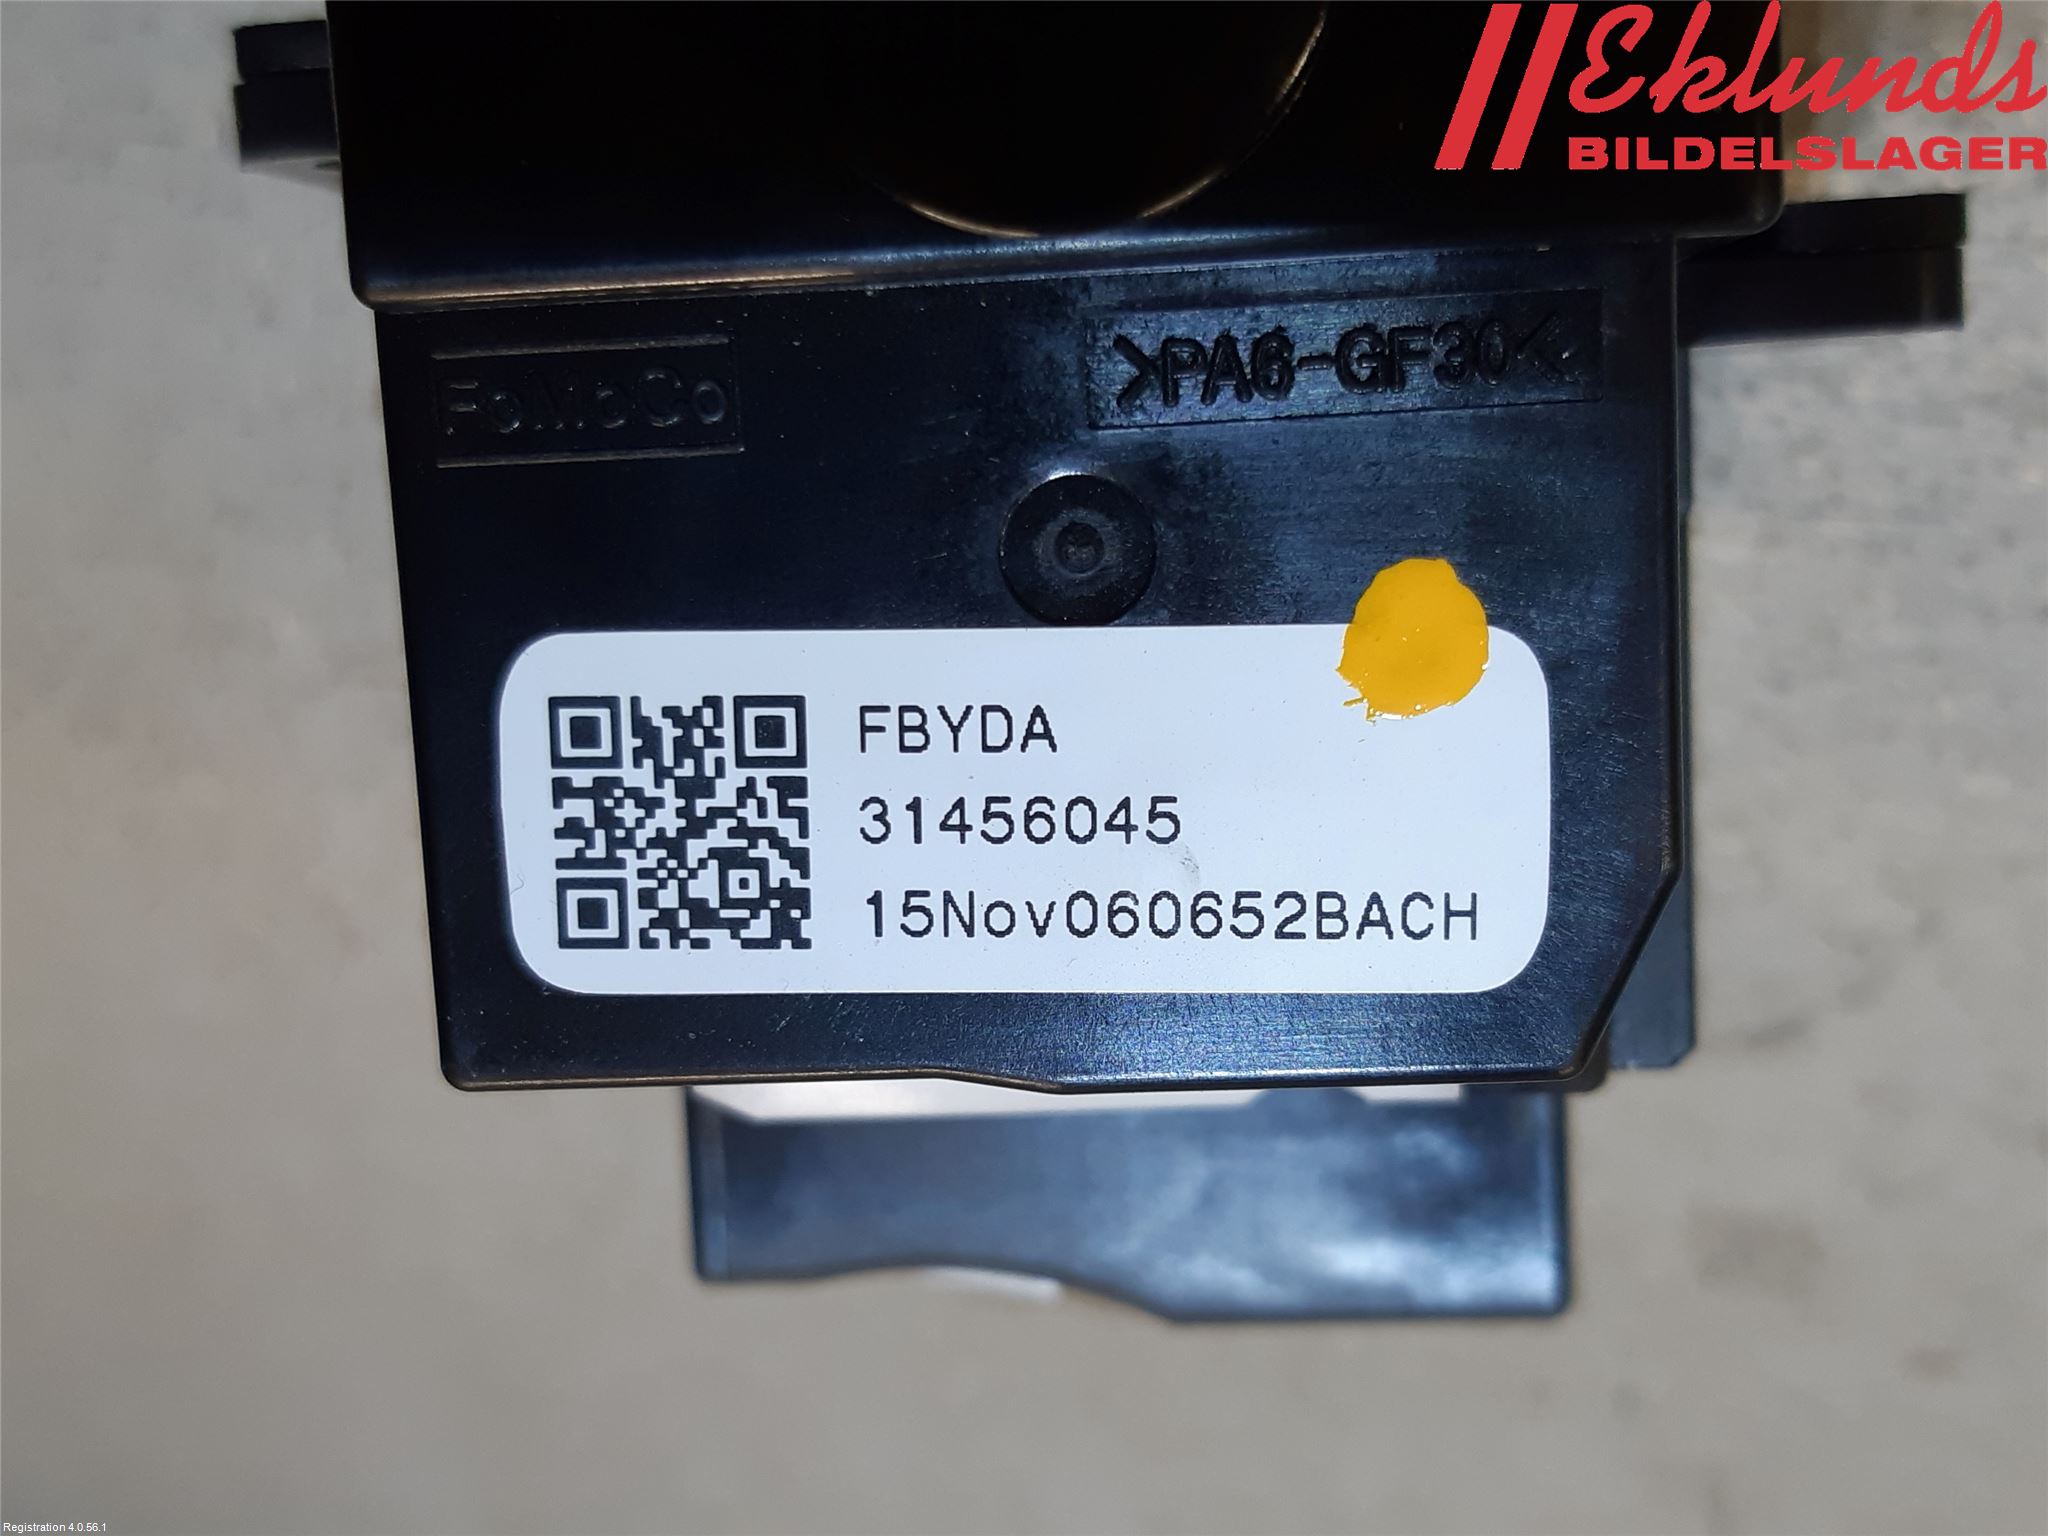 Eklunds
BILDELSLAGER
FoMoCo
>PA6-GF30<
FBYDA
31456045
15Nov060652BACH
Registration 4.0.56.1